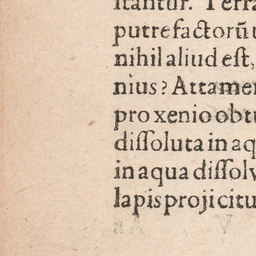 itantur. Terra
putrefactorũ
nihil aliud est,
nius? Attamen
pro xenio obtu
dissoluta in aq
in aqua dissolv
lapis projicitu